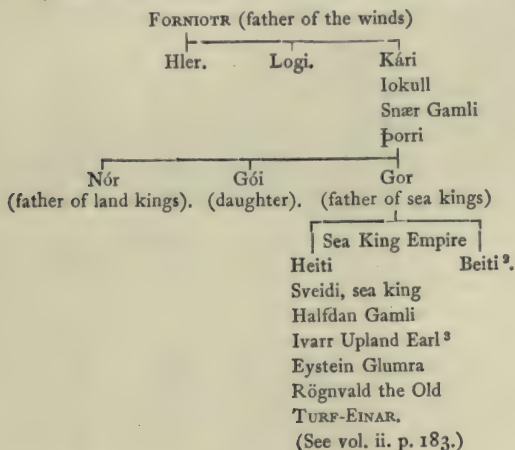 FORNIOTR (father of the winds)
Hler. Logi. Kári
Iokull
Snær Gamli
Þorri
Nór Gói Gor
(father of land kings). (daughter). (father of sea kings)
Sea King Empire
Heiti Beiti ².
Sveidi, sea king
Halfdan Gamli
Ivarr Upland Earl ³
Eystein Glumra
Rögnvald the Old
TURF-EINAR.
(See vol. ii. p. 183.)